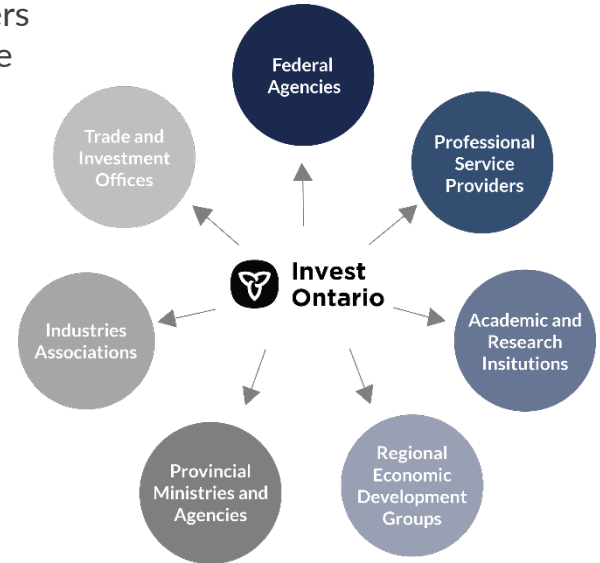 ers
e
Federal
Agencies
Professional
Service
Providers
Academic and
Research
Insitutions
Regional
Economic
Development
Groups
Provincial
Ministries and
Agencies
Industries
Associations
Trade and
Investment
Offices
Invest
Ontario